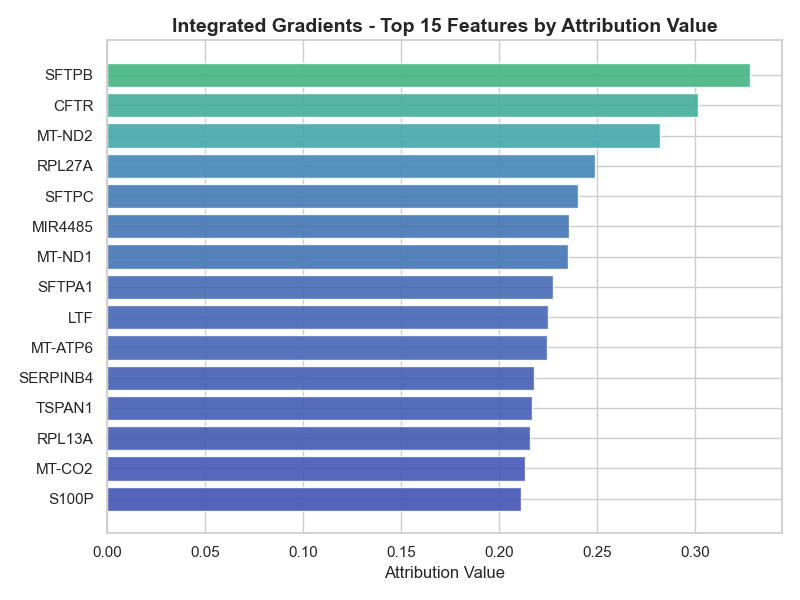 Integrated Gradients - Top 15 Features by Attribution Value
SFTPB
CFTR
MT-ND2
RPL27A
SFTPC
MIR4485
MT-ND1
SFTPA1
LTF
MT-ATP6
SERPINB4
TSPAN1
RPL13A
MT-CO2
S100P
0.00 0.05 0.10 0.15 0.20 0.25 0.30
Attribution Value